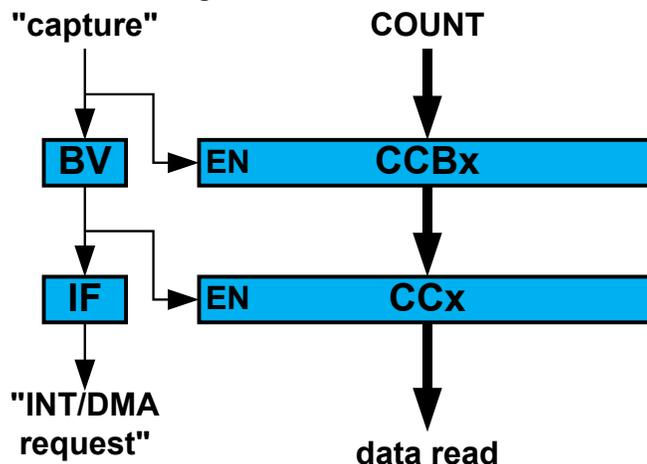 "capture" COUNT
BV EN CCBx
IF EN CCx
"INT/DMA
request"
data read